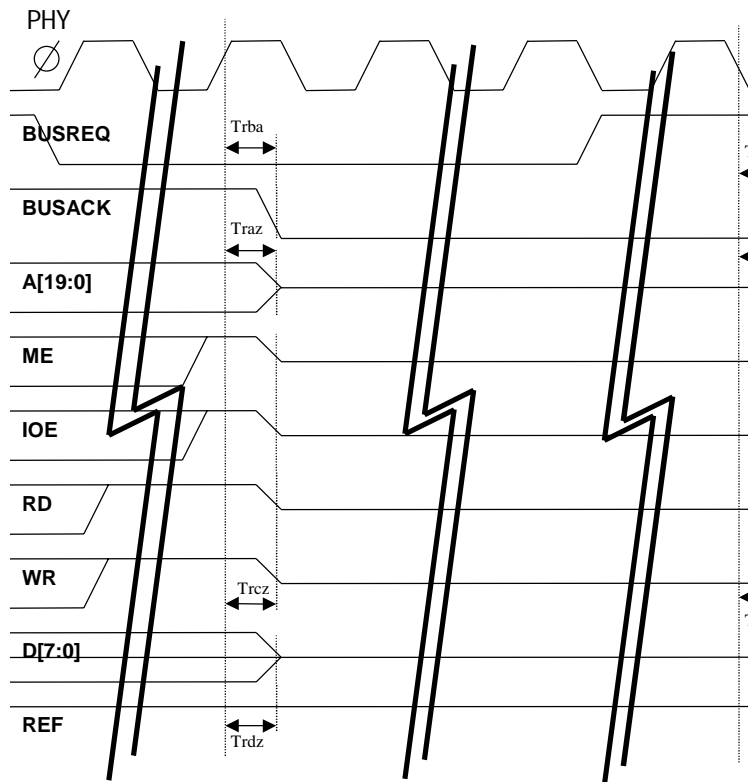 PHY
Ø
Trba
BUSREQ
T
BUSACK
Traz
A[19:0]
ME
IOE
RD
WR
Trcz
T
D[7:0]
REF
Trdz